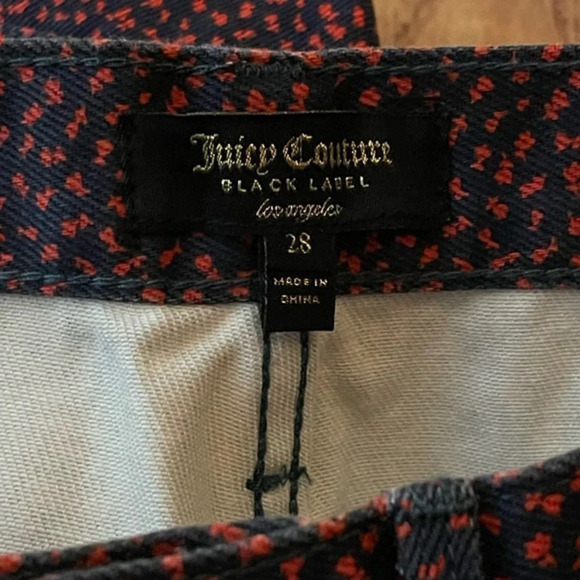 Juicy Couture
BLACK LABEL
los angeles
28
MADE IN
CHINA